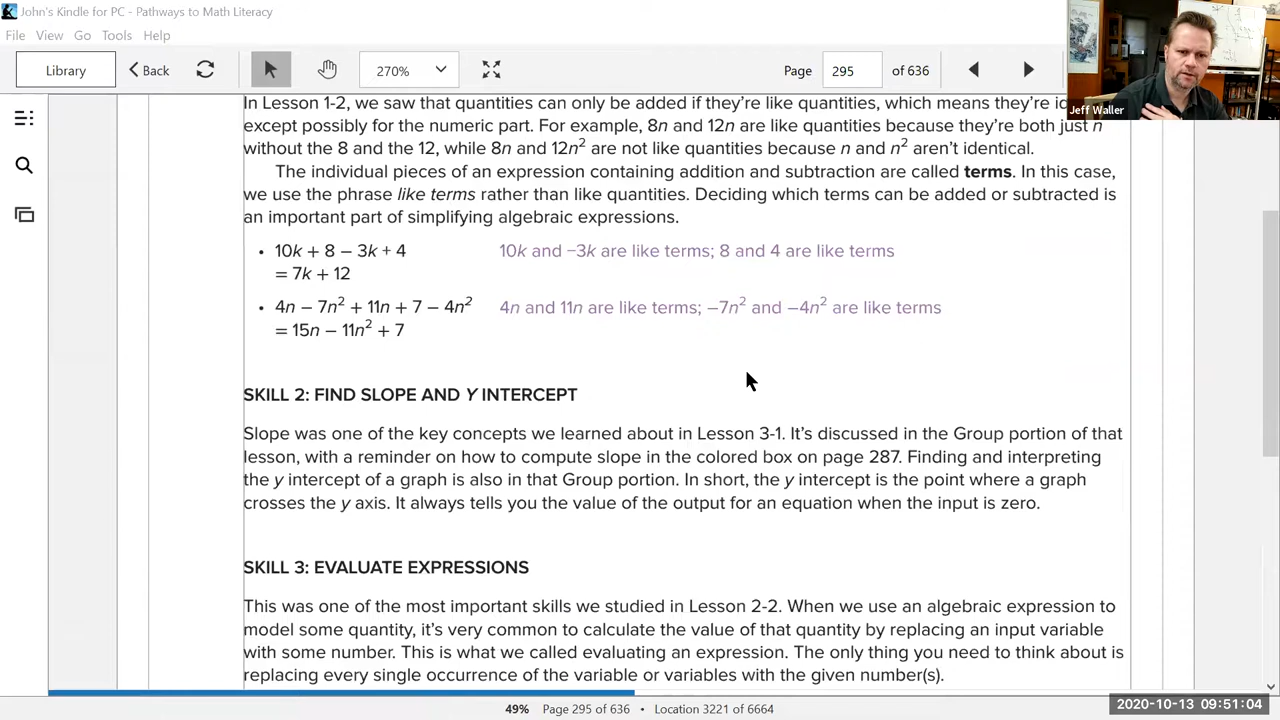 John's Kindle for PC - Pathways to Math Literacy
File View Go Tools Help
Library Back 270% Page 295 of 636
Jeff Waller
In Lesson 1-2, we saw that quantities can only be added if they're like quantities, which means they're
except possibly for the numeric part. For example, 8n and 12n are like quantities because they're both just n
without the 8 and the 12, while 8n and 12n² are not like quantities because n and n² aren't identical.
The individual pieces of an expression containing addition and subtraction are called terms. In this case,
we use the phrase like terms rather than like quantities. Deciding which terms can be added or subtracted is
an important part of simplifying algebraic expressions.
• 10k + 8 − 3k + 4 10k and −3k are like terms; 8 and 4 are like terms
= 7k + 12
• 4n − 7n² + 11n + 7 − 4n² 4n and 11n are like terms; −7n² and −4n² are like terms
= 15n − 11n² + 7
SKILL 2: FIND SLOPE AND Y INTERCEPT
Slope was one of the key concepts we learned about in Lesson 3-1. It's discussed in the Group portion of that
lesson, with a reminder on how to compute slope in the colored box on page 287. Finding and interpreting
the y intercept of a graph is also in that Group portion. In short, the y intercept is the point where a graph
crosses the y axis. It always tells you the value of the output for an equation when the input is zero.
SKILL 3: EVALUATE EXPRESSIONS
This was one of the most important skills we studied in Lesson 2-2. When we use an algebraic expression to
model some quantity, it's very common to calculate the value of that quantity by replacing an input variable
with some number. This is what we called evaluating an expression. The only thing you need to think about is
replacing every single occurrence of the variable or variables with the given number(s).
49% Page 295 of 636 • Location 3221 of 6664
2020-10-13 09:51:04